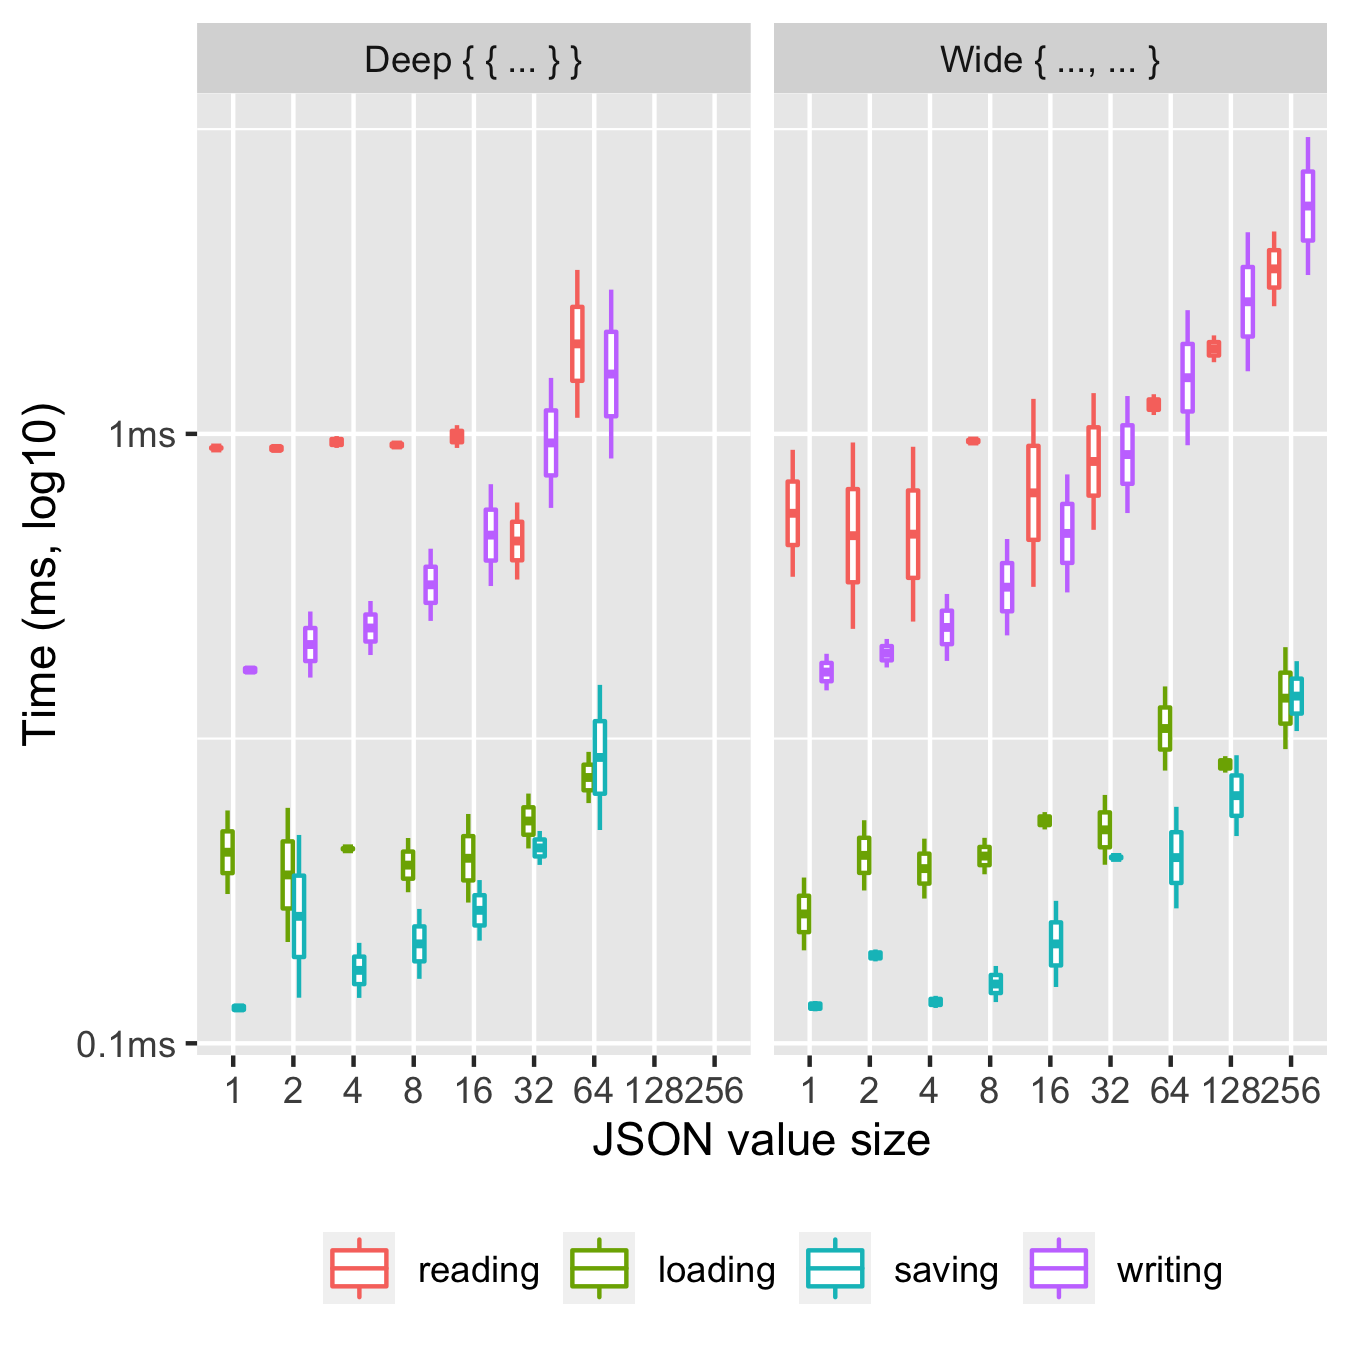 Deep { { ... } }
Wide { ..., ... }
Time (ms, log10)
1ms
0.1ms
1 2 4 8 16 32 64 128 256
1 2 4 8 16 32 64 128 256
JSON value size
reading loading saving writing